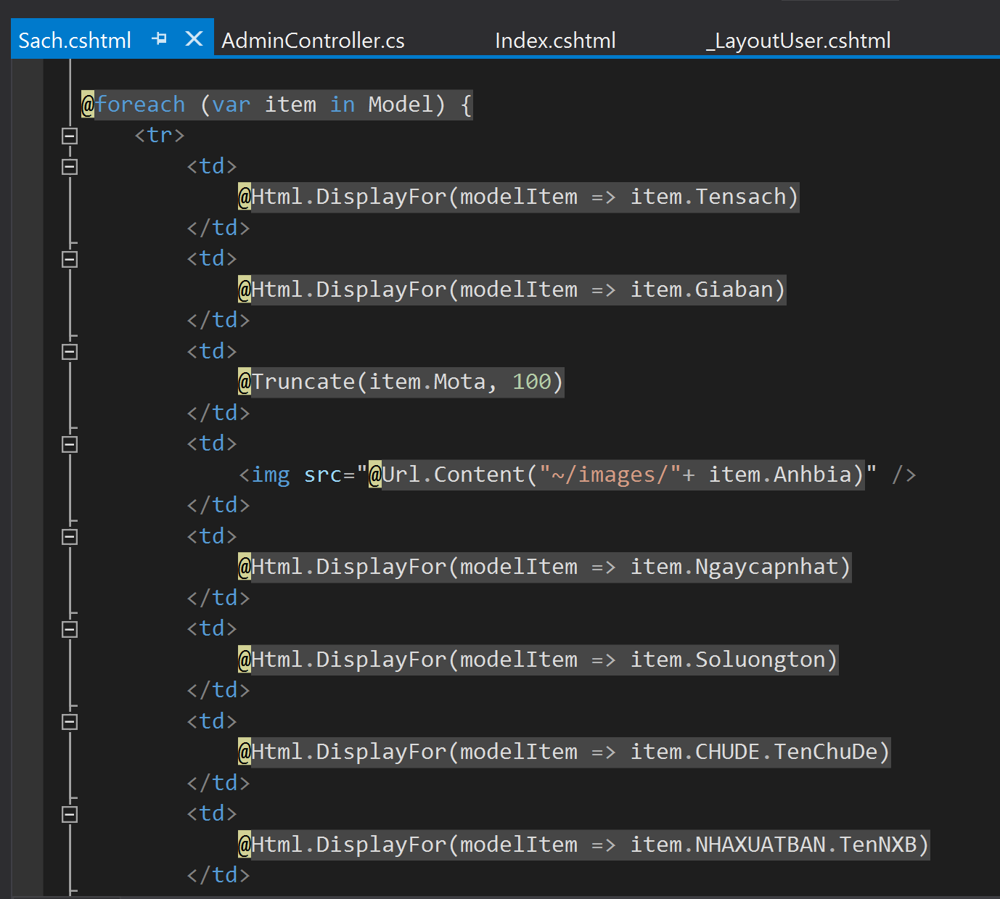 Sach.cshtml AdminController.cs Index.cshtml _LayoutUser.cshtml
@foreach (var item in Model) {
<tr>
<td>
@Html.DisplayFor(modelItem => item.Tensach)
</td>
<td>
@Html.DisplayFor(modelItem => item.Giaban)
</td>
<td>
@Truncate(item.Mota, 100)
</td>
<td>
<img src="@Url.Content("~/images/"+ item.Anhbia)" />
</td>
<td>
@Html.DisplayFor(modelItem => item.Ngaycapnhat)
</td>
<td>
@Html.DisplayFor(modelItem => item.Soluongton)
</td>
<td>
@Html.DisplayFor(modelItem => item.CHUDE.TenChuDe)
</td>
<td>
@Html.DisplayFor(modelItem => item.NHAXUATBAN.TenNXB)
</td>